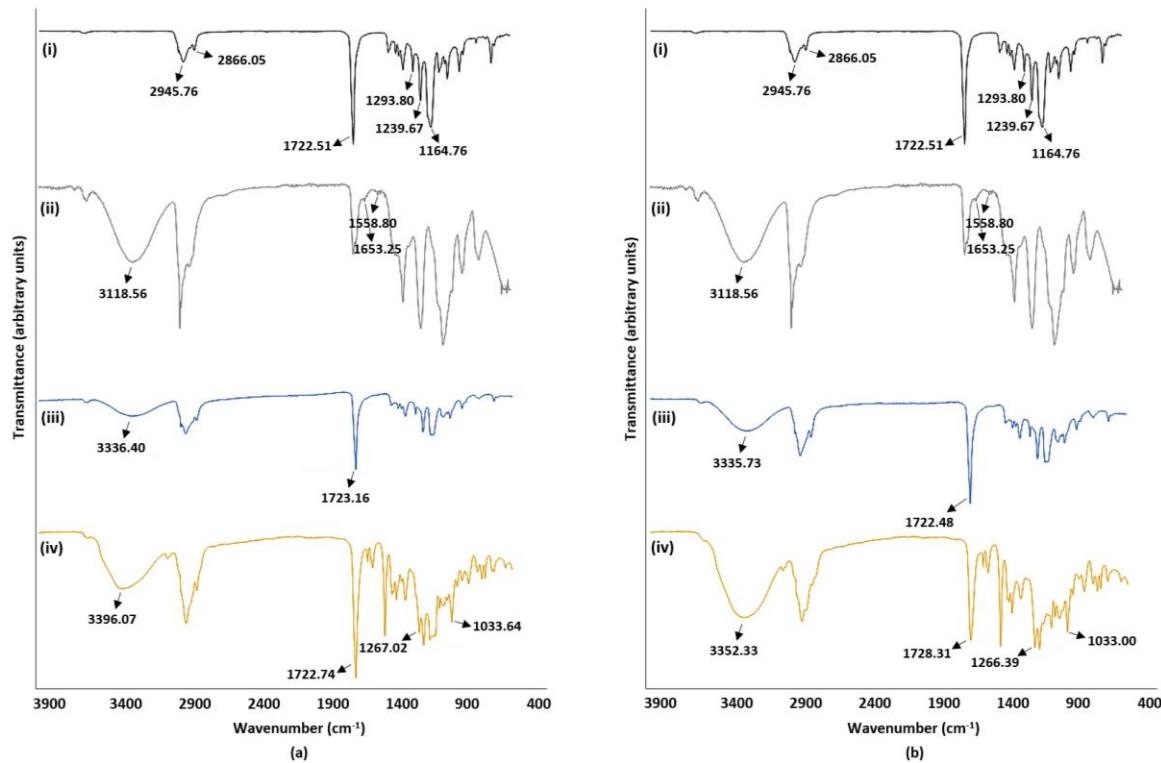 Transmittance (arbitrary units)
(i)
2866.05
2945.76
1293.80
1239.67
1722.51
1164.76
(ii)
1558.80
1653.25
3118.56
(iii)
3336.40
1723.16
(iv)
3396.07
1267.02
1033.64
1722.74
3900 3400 2900 2400 1900 1400 900 400
Wavenumber (cm⁻¹)
(a)
Transmittance (arbitrary units)
(i)
2866.05
2945.76
1293.80
1239.67
1722.51
1164.76
(ii)
1558.80
1653.25
3118.56
(iii)
3335.73
1722.48
(iv)
3352.33
1728.31
1266.39
1033.00
3900 3400 2900 2400 1900 1400 900 400
Wavenumber (cm⁻¹)
(b)